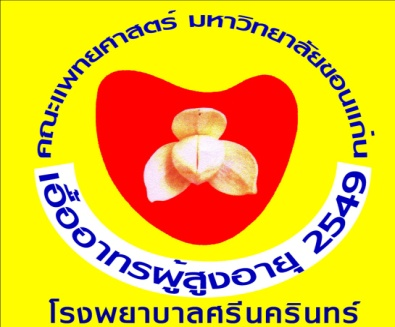 คณะแพทยศาสตร์ มหาวิทยาลัยขอนแก่น
เอื้ออาทรผู้สูงอายุ 2549
โรงพยาบาลศรีนครินทร์